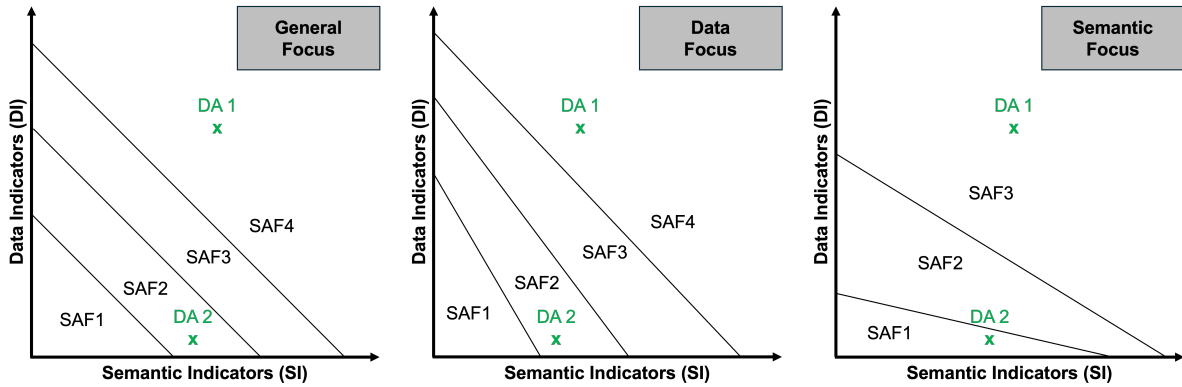 General
Focus
Data Indicators (DI)
DA 1
x
SAF4
SAF3
SAF2
SAF1
DA 2
x
Semantic Indicators (SI)
Data
Focus
Data Indicators (DI)
DA 1
x
SAF4
SAF3
SAF2
SAF1
DA 2
x
Semantic Indicators (SI)
Semantic
Focus
Data Indicators (DI)
DA 1
x
SAF3
SAF2
SAF1
DA 2
x
Semantic Indicators (SI)